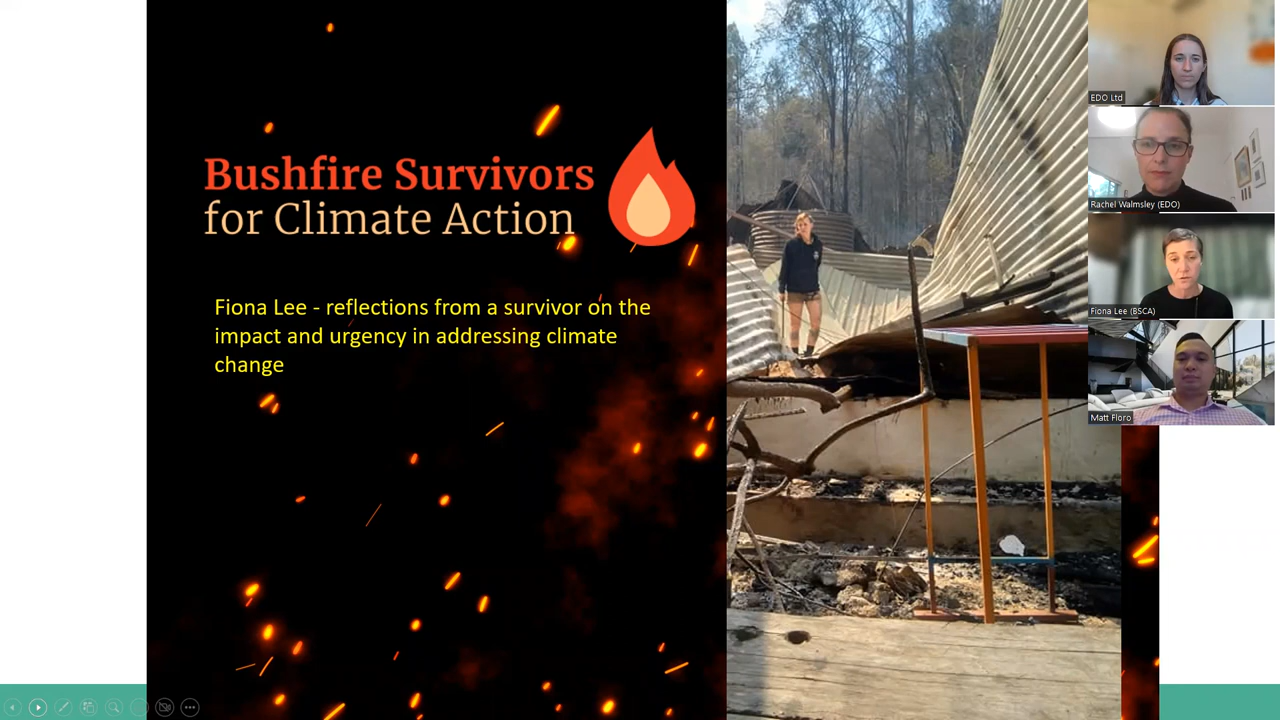 Bushfire Survivors
for Climate Action
Fiona Lee - reflections from a survivor on the
impact and urgency in addressing climate
change
EDO Ltd
Rachel Walmsley (EDO)
Fiona Lee (BSCA)
Matt Floro